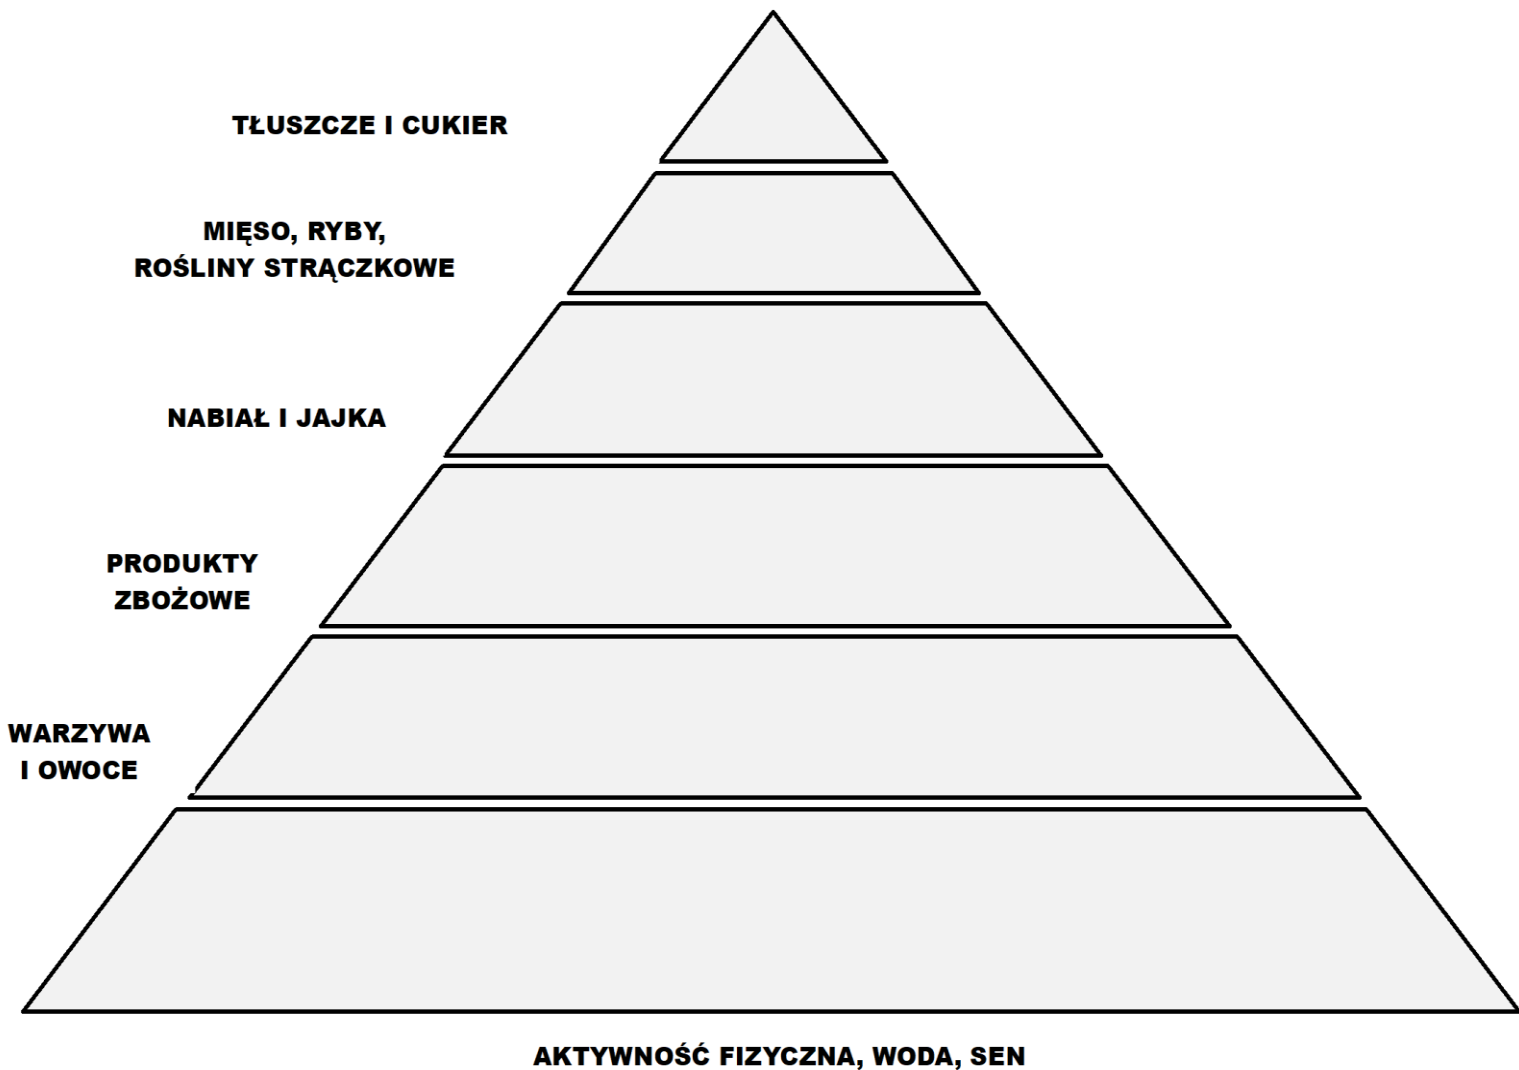 TŁUSZCZE I CUKIER
MIĘSO, RYBY,
ROŚLINY STRĄCZKOWE
NABIAŁ I JAJKA
PRODUKTY
ZBOŻOWE
WARZYWA
I OWOCE
AKTYWNOŚĆ FIZYCZNA, WODA, SEN